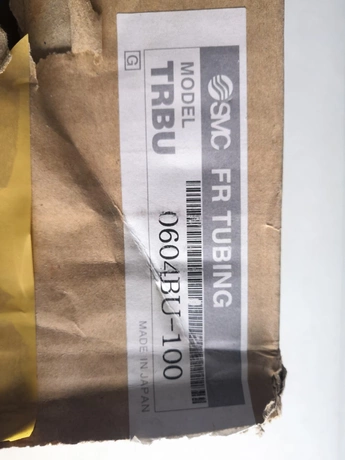 SMC FR TUBING
MODEL
TRBU 0604BU-100
G
MADE IN JAPAN